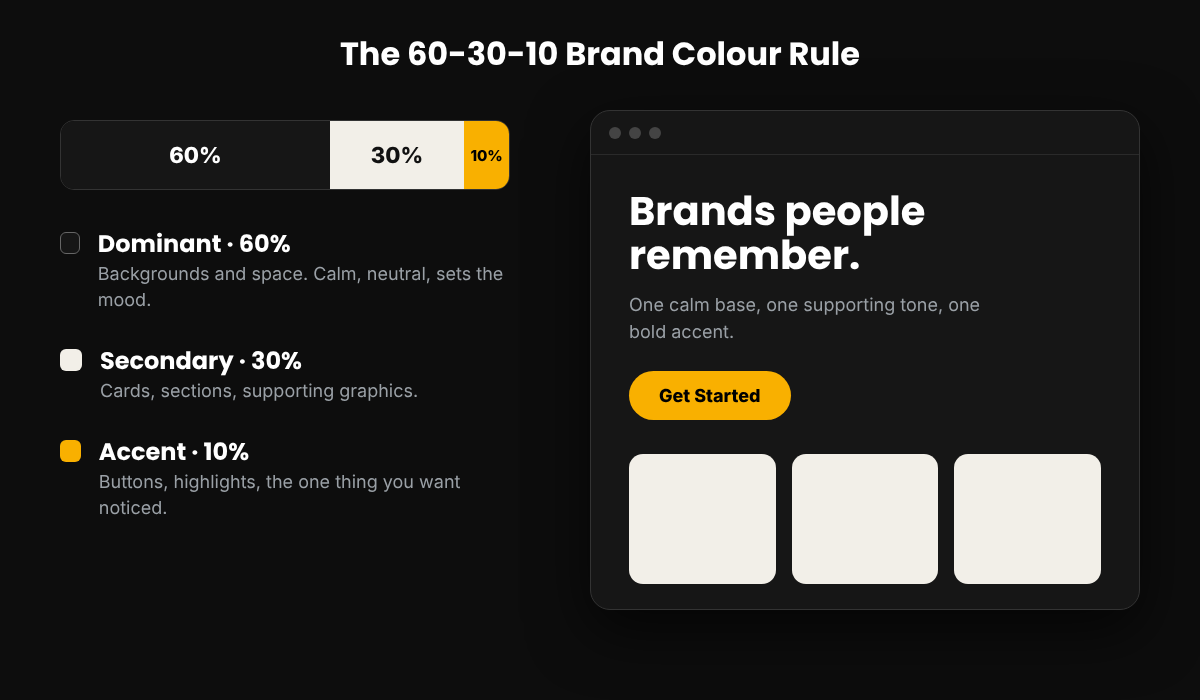 The 60-30-10 Brand Colour Rule
60%
30%
10%
Dominant · 60%
Backgrounds and space. Calm, neutral, sets the
mood.
Secondary · 30%
Cards, sections, supporting graphics.
Accent · 10%
Buttons, highlights, the one thing you want
noticed.
Brands people
remember.
One calm base, one supporting tone, one
bold accent.
Get Started